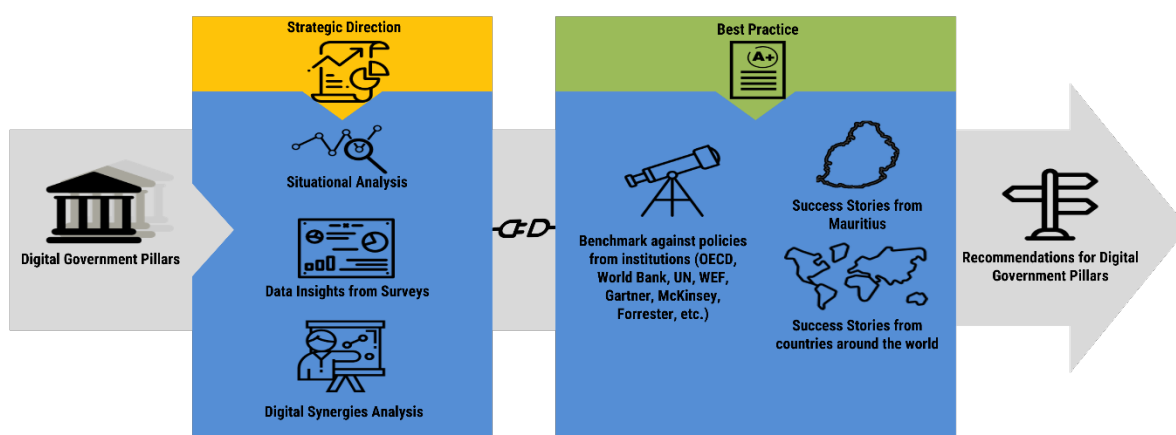 Digital Government Pillars
Strategic Direction
Situational Analysis
Data Insights from Surveys
Digital Synergies Analysis
Best Practice
A+
Benchmark against policies
from institutions (OECD,
World Bank, UN, WEF,
Gartner, McKinsey,
Forrester, etc.)
Success Stories from
Mauritius
Success Stories from
countries around the world
Recommendations for Digital
Government Pillars